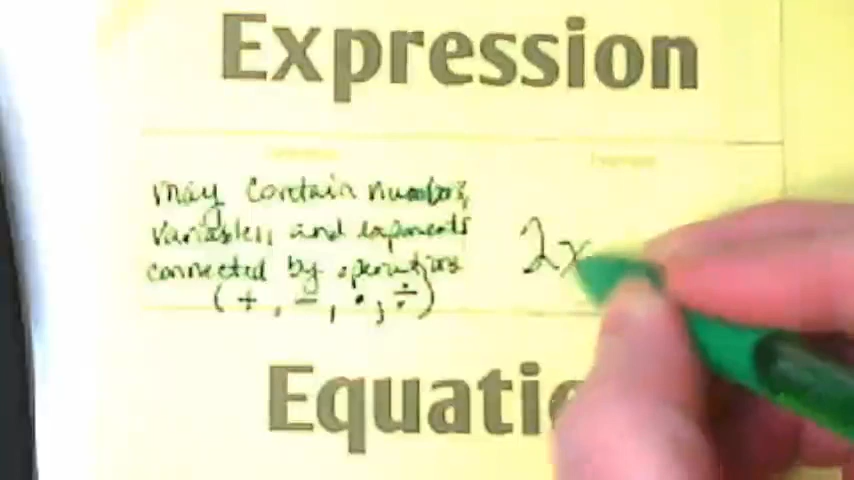 Expression
may contain numbers,
variables, and exponents
connected by operations
(+, −, •, ÷)
2x
Equatio